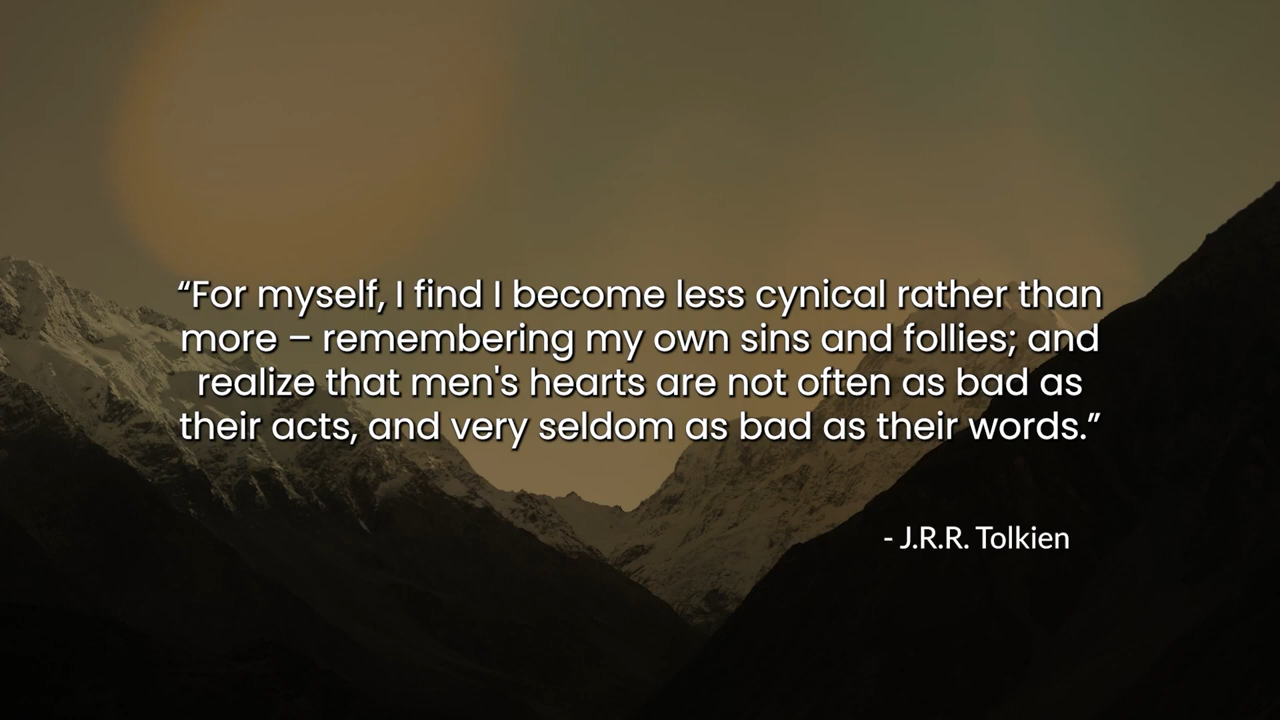 “For myself, I find I become less cynical rather than
more – remembering my own sins and follies; and
realize that men's hearts are not often as bad as
their acts, and very seldom as bad as their words.”
- J.R.R. Tolkien